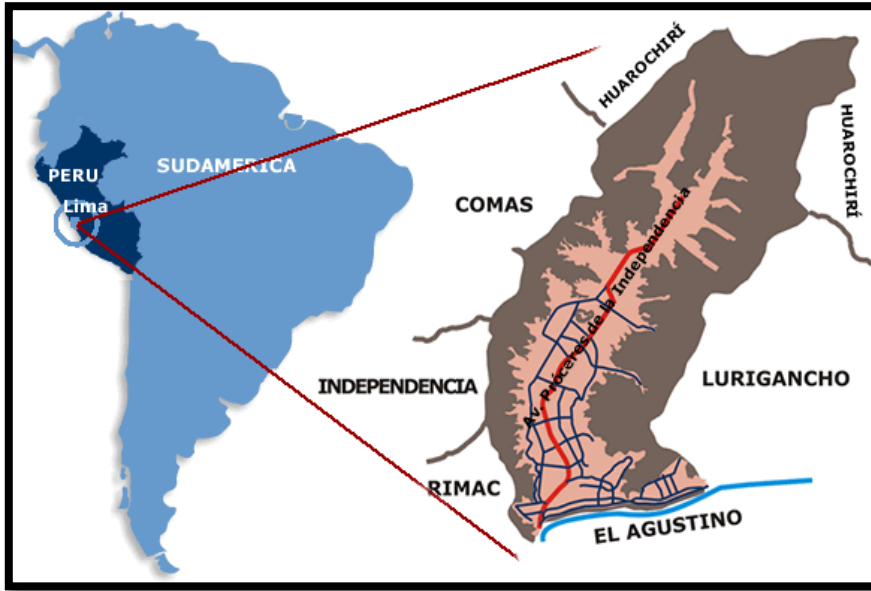 SUDAMERICA
PERU
Lima
HUAROCHIRÍ
HUAROCHIRÍ
COMAS
Av. Próceres de la Independencia
INDEPENDENCIA
LURIGANCHO
RIMAC
EL AGUSTINO